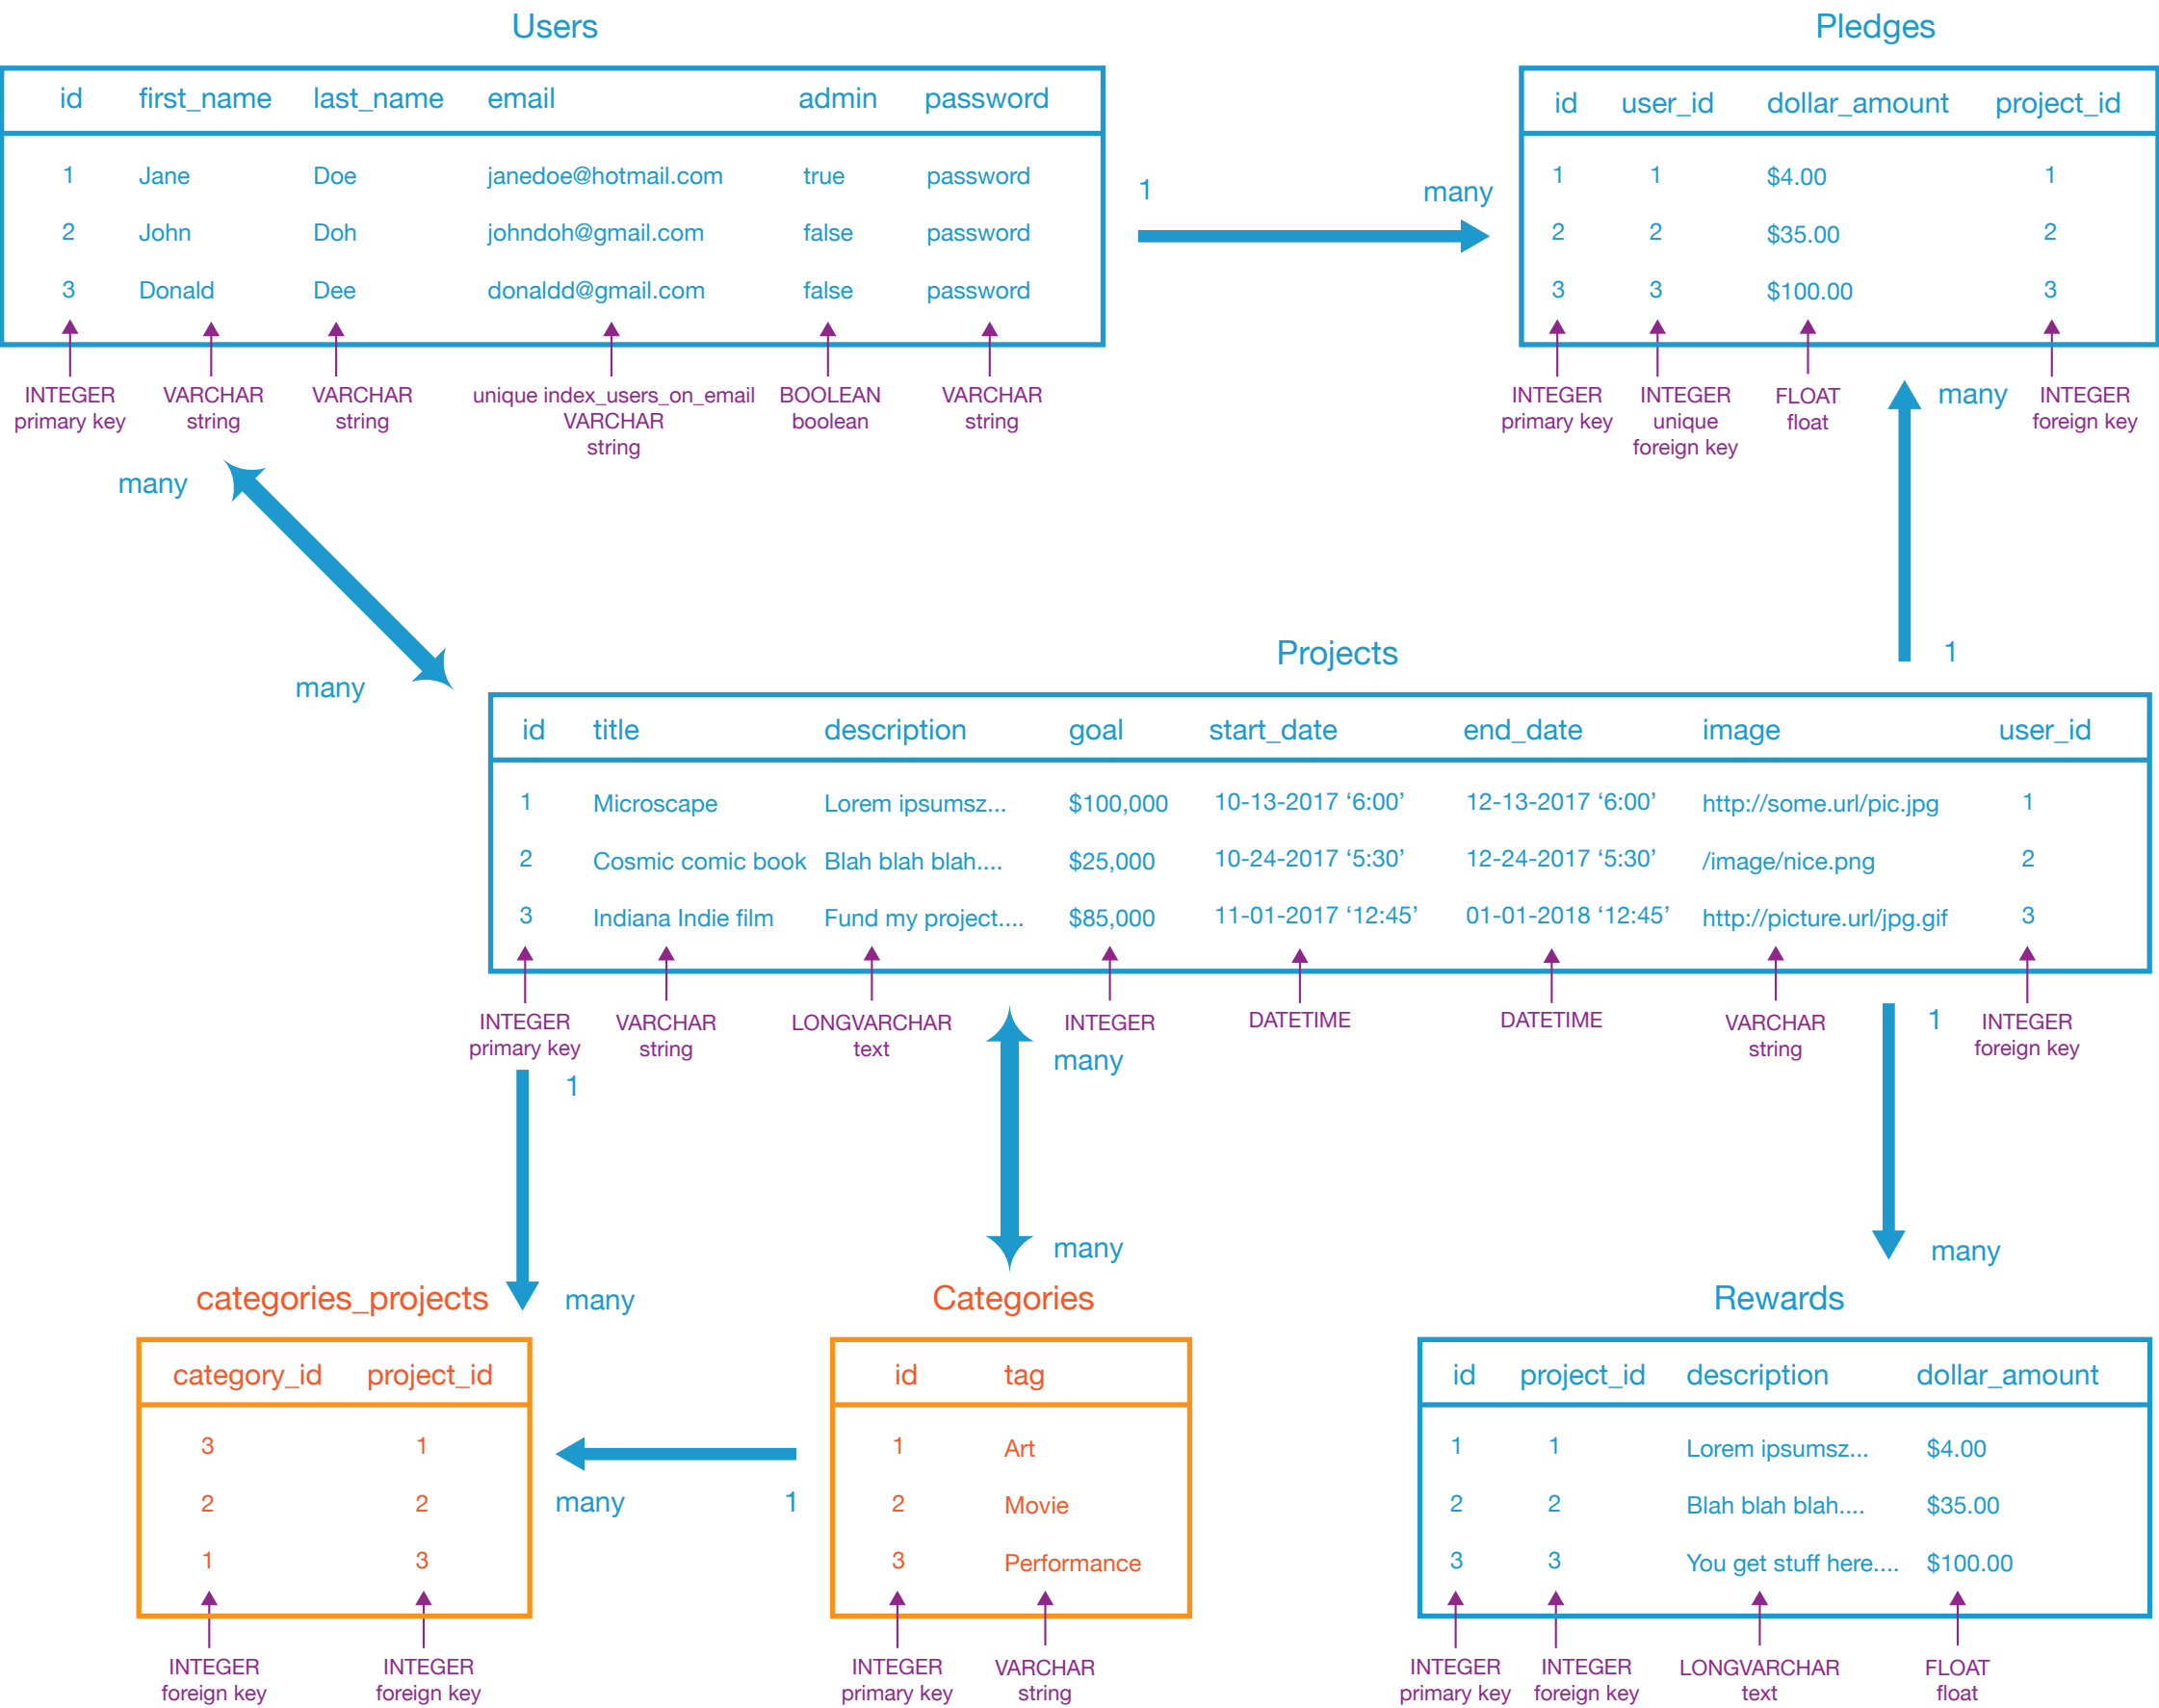 Users
id first_name last_name email admin password
1 Jane Doe janedoe@hotmail.com true password
2 John Doh johndoh@gmail.com false password
3 Donald Dee donaldd@gmail.com false password
INTEGER
primary key
VARCHAR
string
VARCHAR
string
unique index_users_on_email
VARCHAR
string
BOOLEAN
boolean
VARCHAR
string
1
many
Pledges
id user_id dollar_amount project_id
1 1 $4.00 1
2 2 $35.00 2
3 3 $100.00 3
INTEGER
primary key
INTEGER
unique
foreign key
FLOAT
float
many
INTEGER
foreign key
many
many
1
Projects
id title description goal start_date end_date image user_id
1 Microscape Lorem ipsumsz... $100,000 10-13-2017 ‘6:00’ 12-13-2017 ‘6:00’ http://some.url/pic.jpg 1
2 Cosmic comic book Blah blah blah.... $25,000 10-24-2017 ‘5:30’ 12-24-2017 ‘5:30’ /image/nice.png 2
3 Indiana Indie film Fund my project.... $85,000 11-01-2017 ‘12:45’ 01-01-2018 ‘12:45’ http://picture.url/jpg.gif 3
INTEGER
primary key
VARCHAR
string
LONGVARCHAR
text
INTEGER
DATETIME
DATETIME
VARCHAR
string
1
INTEGER
foreign key
1
many
many
many
many
categories_projects
category_id project_id
3 1
2 2
1 3
INTEGER
foreign key
INTEGER
foreign key
many
1
Categories
id tag
1 Art
2 Movie
3 Performance
INTEGER
primary key
VARCHAR
string
Rewards
id project_id description dollar_amount
1 1 Lorem ipsumsz... $4.00
2 2 Blah blah blah.... $35.00
3 3 You get stuff here.... $100.00
INTEGER
primary key
INTEGER
foreign key
LONGVARCHAR
text
FLOAT
float